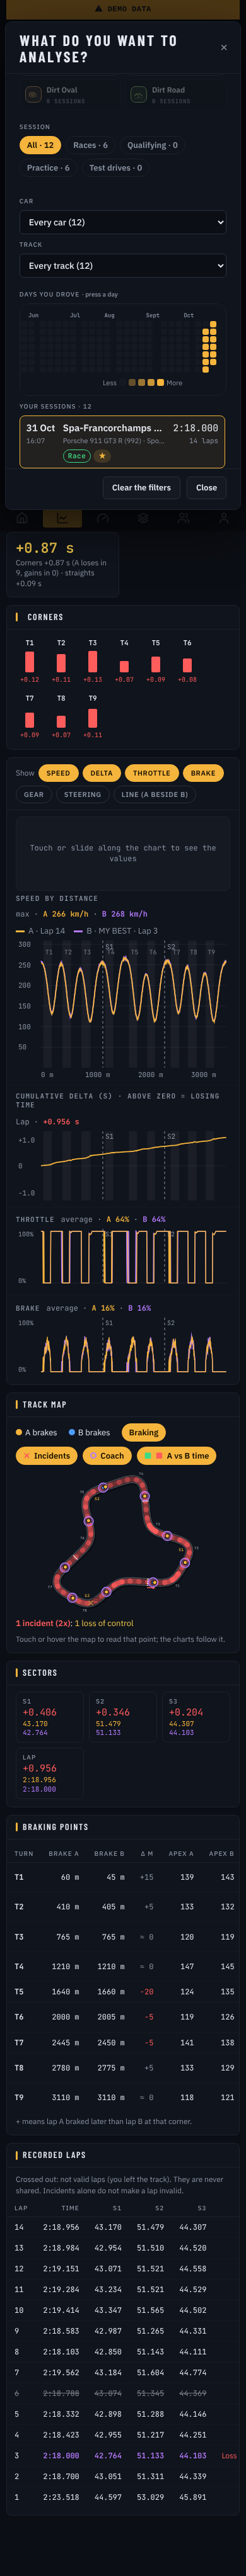 ⚠ DEMO DATA
WHAT DO YOU WANT TO
ANALYSE?
×
Dirt Oval
0 SESSIONS
Dirt Road
0 SESSIONS
SESSION
All · 12
Races · 6
Qualifying · 0
Practice · 6
Test drives · 0
CAR
Every car (12)
TRACK
Every track (12)
DAYS YOU DROVE · press a day
Jun Jul Aug Sept Oct
Less More
YOUR SESSIONS · 12
31 Oct Spa-Francorchamps ... 2:18.000
16:07 Porsche 911 GT3 R (992) · Spo... 14 laps
Race ★
Clear the filters
Close
+0.87 s
Corners +0.87 s (A loses in
9, gains in 0) · straights
+0.09 s
CORNERS
T1 T2 T3 T4 T5 T6
+0.12 +0.11 +0.13 +0.07 +0.09 +0.08
T7 T8 T9
+0.09 +0.07 +0.11
Show SPEED DELTA THROTTLE BRAKE
GEAR STEERING LINE (A BESIDE B)
Touch or slide along the chart to see the
values
SPEED BY DISTANCE
max · A 266 km/h · B 268 km/h
A · Lap 14 B · MY BEST · Lap 3
300
S1 S2
T1 T2 T3 T4 T5 T6 T7 T8 T9
250
200
150
100
50
0 m 1000 m 2000 m 3000 m
CUMULATIVE DELTA (S) · ABOVE ZERO = LOSING
TIME
Lap · +0.956 s
+1.0
S1 S2
0
-1.0
THROTTLE average · A 64% · B 64%
100%
S1 S2
0%
BRAKE average · A 16% · B 16%
100%
S1 S2
0%
TRACK MAP
A brakes B brakes Braking
× Incidents Coach A vs B time
1 incident (2x): 1 loss of control
Touch or hover the map to read that point; the charts follow it.
SECTORS
S1 S2 S3
+0.406 +0.346 +0.204
43.170 51.479 44.307
42.764 51.133 44.103
LAP
+0.956
2:18.956
2:18.000
BRAKING POINTS
TURN BRAKE A BRAKE B Δ M APEX A APEX B
T1 60 m 45 m +15 139 143
T2 410 m 405 m +5 133 132
T3 765 m 765 m ≈ 0 120 119
T4 1210 m 1210 m ≈ 0 147 145
T5 1640 m 1660 m -20 124 135
T6 2000 m 2005 m -5 119 126
T7 2445 m 2450 m -5 141 138
T8 2780 m 2775 m +5 133 129
T9 3110 m 3110 m ≈ 0 118 121
+ means lap A braked later than lap B at that corner.
RECORDED LAPS
Crossed out: not valid laps (you left the track). They are never
shared. Incidents alone do not make a lap invalid.
LAP TIME S1 S2 S3
14 2:18.956 43.170 51.479 44.307
13 2:18.984 42.954 51.510 44.520
12 2:19.151 43.071 51.521 44.558
11 2:19.284 43.234 51.521 44.529
10 2:19.414 43.347 51.565 44.502
9 2:18.583 42.987 51.265 44.331
8 2:18.103 42.850 51.143 44.111
7 2:19.562 43.184 51.604 44.774
6 2:18.788 43.074 51.345 44.369
5 2:18.332 42.898 51.288 44.146
4 2:18.423 42.955 51.217 44.251
3 2:18.000 42.764 51.133 44.103 Loss
2 2:18.700 43.051 51.311 44.339
1 2:23.518 44.597 53.029 45.891